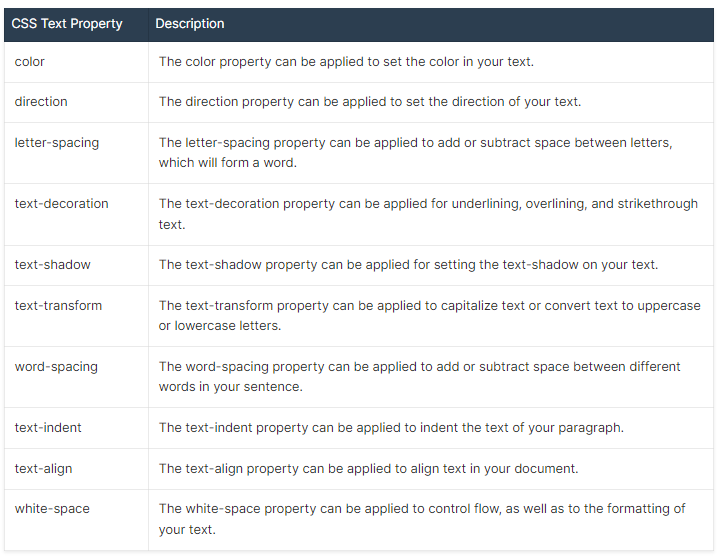 CSS Text Property Description
color The color property can be applied to set the color in your text.
direction The direction property can be applied to set the direction of your text.
letter-spacing The letter-spacing property can be applied to add or subtract space between letters,
which will form a word.
text-decoration The text-decoration property can be applied for underlining, overlining, and strikethrough
text.
text-shadow The text-shadow property can be applied for setting the text-shadow on your text.
text-transform The text-transform property can be applied to capitalize text or convert text to uppercase
or lowercase letters.
word-spacing The word-spacing property can be applied to add or subtract space between different
words in your sentence.
text-indent The text-indent property can be applied to indent the text of your paragraph.
text-align The text-align property can be applied to align text in your document.
white-space The white-space property can be applied to control flow, as well as to the formatting of
your text.